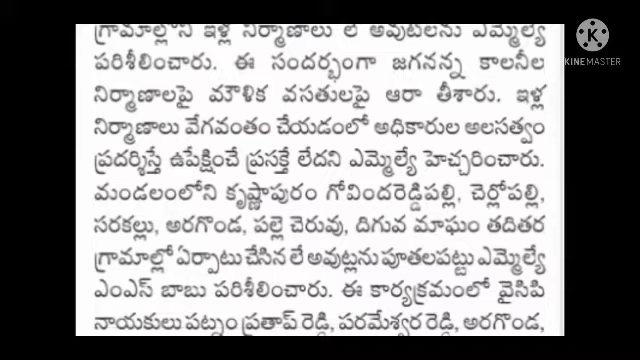 గ్రామాల్లోని ఇళ్ల నిర్మాణాలు లే అవుటలను ఎమ్మెల్యే
పరిశీలించారు. ఈ సందర్భంగా జగనన్న కాలనీల
నిర్మాణాలపై మౌళిక వసతులపై ఆరా తీశారు. ఇళ్ల
నిర్మాణాలు వేగవంతం చేయడంలో అధికారుల అలసత్వం
ప్రదర్శిస్తే ఉపేక్షించే ప్రసక్తే లేదని ఎమ్మెల్యే హెచ్చరించారు.
మండలంలోని కృష్ణాపురం గోవిందరెడ్డిపల్లి, చెర్లోపల్లి,
సరకల్లు, అరగొండ, పల్లె చెరువు, దిగువ మాఘం తదితర
గ్రామాల్లో ఏర్పాటు చేసిన లే అవుట్లను పూతలపట్టు ఎమ్మెల్యే
ఎంఎస్ బాబు పరిశీలించారు. ఈ కార్యక్రమంలో వైసిపి
నాయకులు పట్నం ప్రతాప్ రెడ్డి, పరమేశ్వర రెడ్డి, అరగొండ,
KINEMASTER